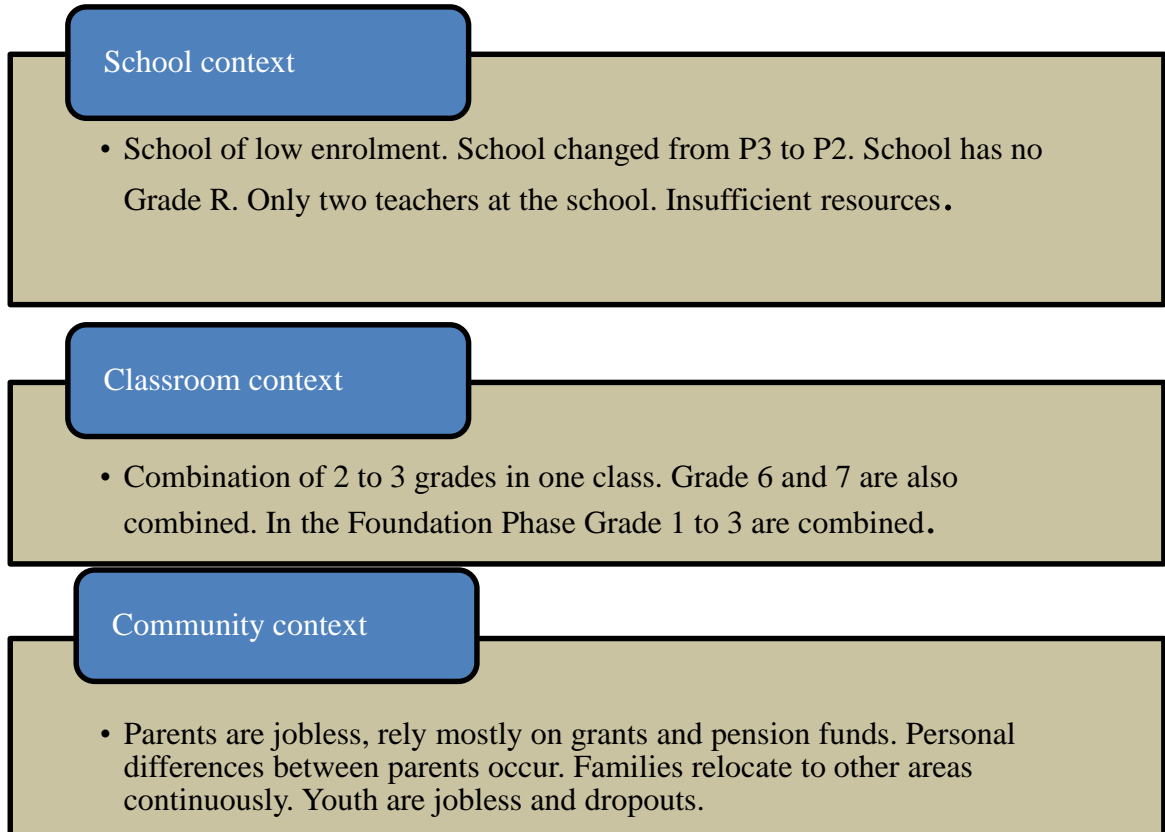 School context
• School of low enrolment. School changed from P3 to P2. School has no
Grade R. Only two teachers at the school. Insufficient resources.
Classroom context
• Combination of 2 to 3 grades in one class. Grade 6 and 7 are also
combined. In the Foundation Phase Grade 1 to 3 are combined.
Community context
• Parents are jobless, rely mostly on grants and pension funds. Personal
differences between parents occur. Families relocate to other areas
continuously. Youth are jobless and dropouts.